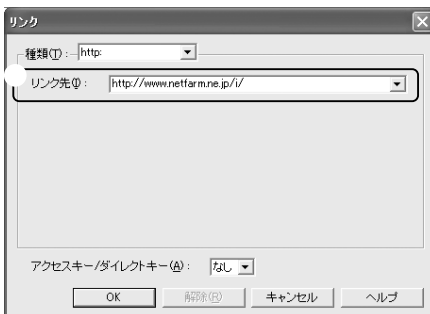 リンク
種類(T): http:
リンク先(I): http://www.netfarm.ne.jp/i/
アクセスキー/ダイレクトキー(A): なし
OK 解除(R) キャンセル ヘルプ